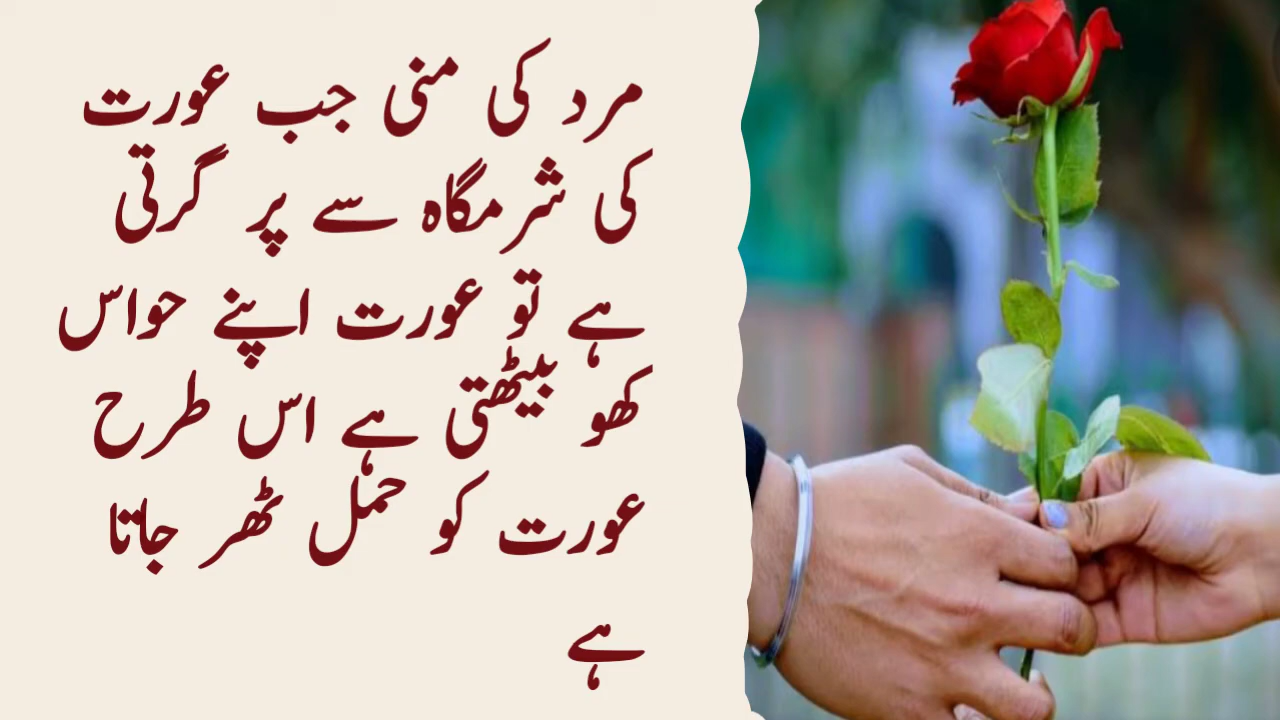 مرد کی منی جب عورت
کی شرمگاہ سے پر گرتی
ہے تو عورت اپنے حواس
کھو بیٹھتی ہے اس طرح
عورت کو حمل ٹھر جاتا
ہے